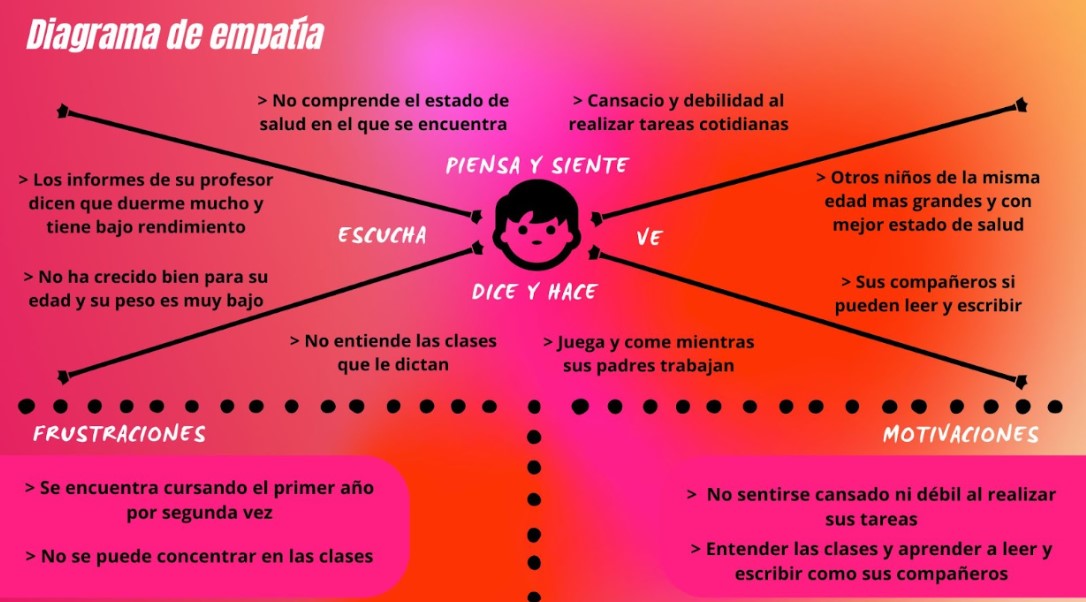 Diagrama de empatía
> No comprende el estado de
salud en el que se encuentra
> Cansacio y debilidad al
realizar tareas cotidianas
PIENSA Y SIENTE
> Los informes de su profesor
dicen que duerme mucho y
tiene bajo rendimiento
> No ha crecido bien para su
edad y su peso es muy bajo
ESCUCHA
VE
> Otros niños de la misma
edad mas grandes y con
mejor estado de salud
> Sus compañeros si
pueden leer y escribir
DICE Y HACE
> No entiende las clases
que le dictan
> Juega y come mientras
sus padres trabajan
FRUSTRACIONES
> Se encuentra cursando el primer año
por segunda vez
> No se puede concentrar en las clases
MOTIVACIONES
> No sentirse cansado ni débil al realizar
sus tareas
> Entender las clases y aprender a leer y
escribir como sus compañeros